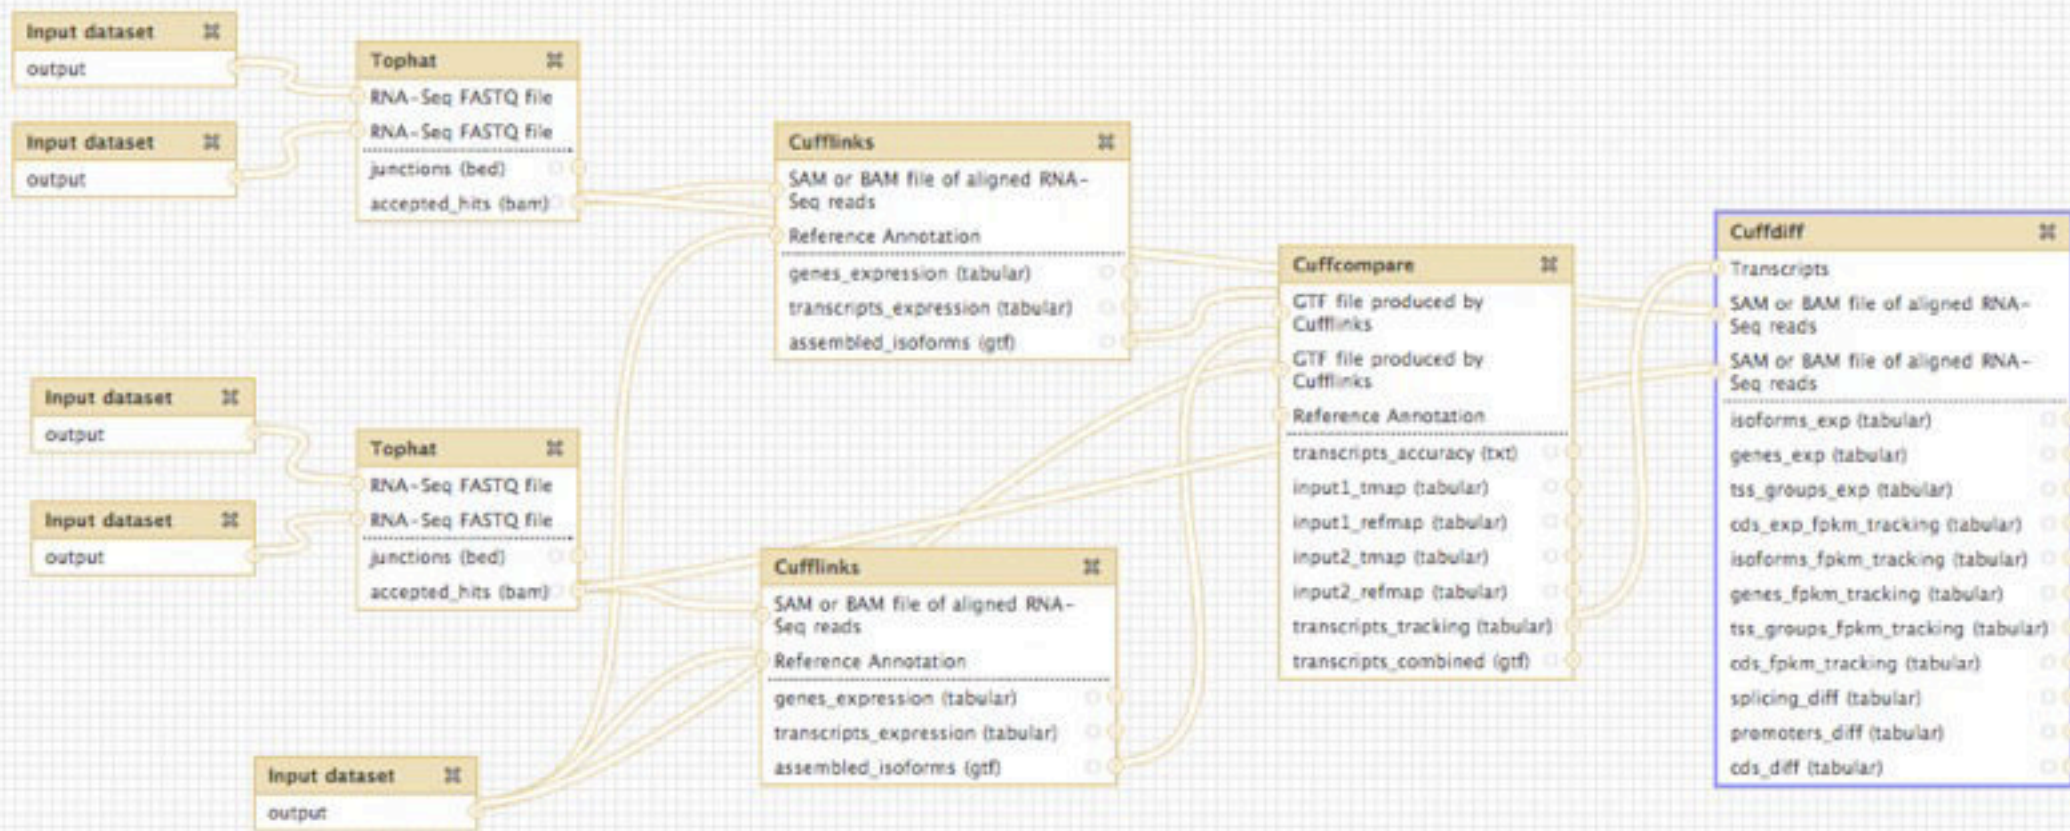 Input dataset
output
Input dataset
output
Tophat
RNA-Seq FASTQ file
RNA-Seq FASTQ file
junctions (bed)
accepted_hits (bam)
Cufflinks
SAM or BAM file of aligned RNA-
Seq reads
Reference Annotation
genes_expression (tabular)
transcripts_expression (tabular)
assembled_isoforms (gtf)
Input dataset
output
Input dataset
output
Tophat
RNA-Seq FASTQ file
RNA-Seq FASTQ file
junctions (bed)
accepted_hits (bam)
Cufflinks
SAM or BAM file of aligned RNA-
Seq reads
Reference Annotation
genes_expression (tabular)
transcripts_expression (tabular)
assembled_isoforms (gtf)
Input dataset
output
Cuffcompare
GTF file produced by
Cufflinks
GTF file produced by
Cufflinks
Reference Annotation
transcripts_accuracy (txt)
input1_tmap (tabular)
input1_refmap (tabular)
input2_tmap (tabular)
input2_refmap (tabular)
transcripts_tracking (tabular)
transcripts_combined (gtf)
Cuffdiff
Transcripts
SAM or BAM file of aligned RNA-
Seq reads
SAM or BAM file of aligned RNA-
Seq reads
isoforms_exp (tabular)
genes_exp (tabular)
tss_groups_exp (tabular)
cds_exp_fpkm_tracking (tabular)
isoforms_fpkm_tracking (tabular)
genes_fpkm_tracking (tabular)
tss_groups_fpkm_tracking (tabular)
cds_fpkm_tracking (tabular)
splicing_diff (tabular)
promoters_diff (tabular)
cds_diff (tabular)